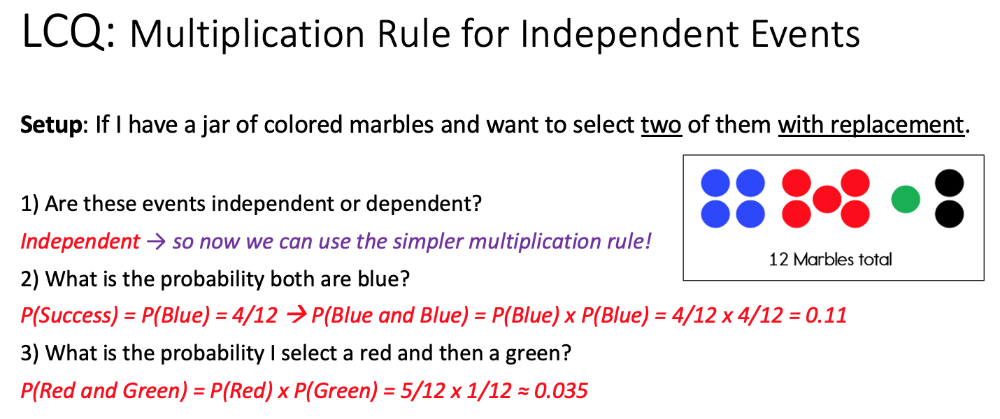 LCQ: Multiplication Rule for Independent Events
Setup: If I have a jar of colored marbles and want to select two of them with replacement.
1) Are these events independent or dependent?
Independent → so now we can use the simpler multiplication rule!
12 Marbles total
2) What is the probability both are blue?
P(Success) = P(Blue) = 4/12 → P(Blue and Blue) = P(Blue) x P(Blue) = 4/12 x 4/12 = 0.11
3) What is the probability I select a red and then a green?
P(Red and Green) = P(Red) x P(Green) = 5/12 x 1/12 ≈ 0.035